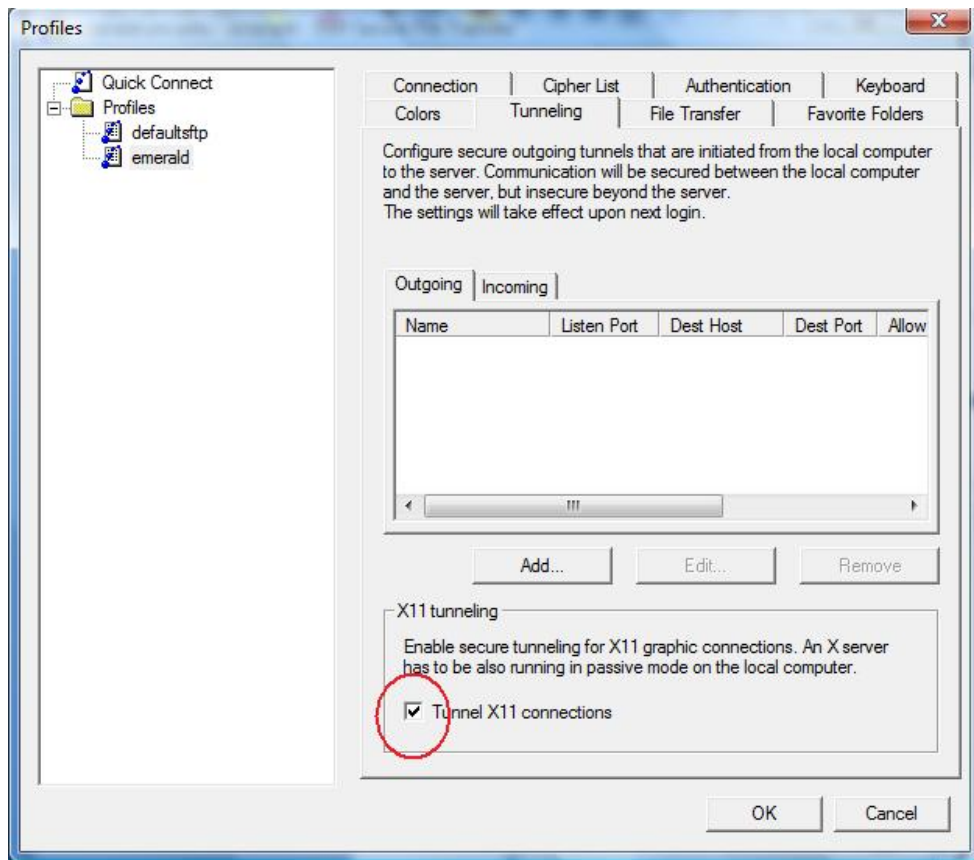 Profiles
Quick Connect
Profiles
defaultsftp
emerald
Connection
Cipher List
Authentication
Keyboard
Colors
Tunneling
File Transfer
Favorite Folders
Configure secure outgoing tunnels that are initiated from the local computer
to the server. Communication will be secured between the local computer
and the server, but insecure beyond the server.
The settings will take effect upon next login.
Outgoing
Incoming
Name
Listen Port
Dest Host
Dest Port
Allow
Add...
Edit...
Remove
X11 tunneling
Enable secure tunneling for X11 graphic connections. An X server
has to be also running in passive mode on the local computer.
Tunnel X11 connections
OK
Cancel